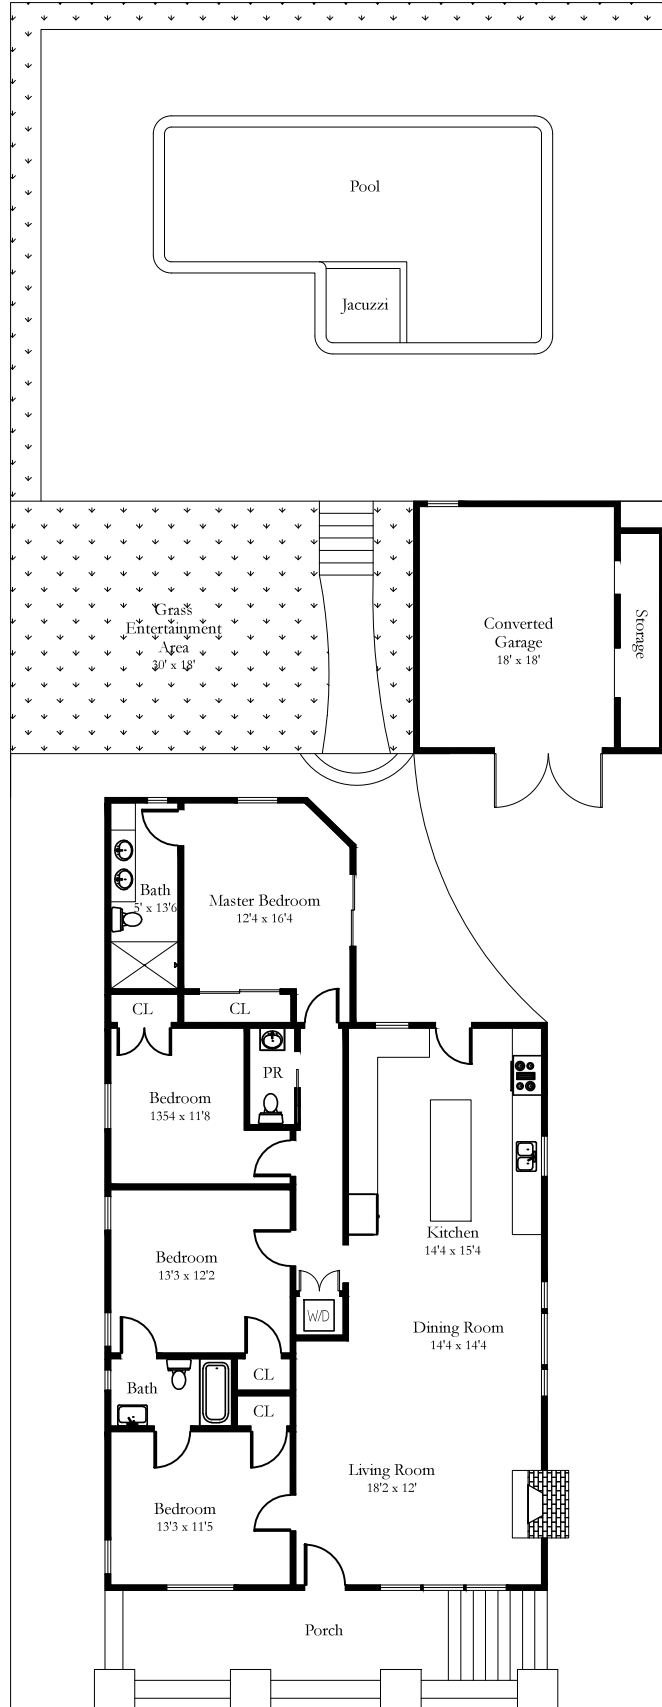 Pool
Jacuzzi
Grass
Entertainment
Area
30' x 18'
Converted
Garage
18' x 18'
Storage
Bath
5' x 13'6
Master Bedroom
12'4 x 16'4
CL
CL
PR
Bedroom
1354 x 11'8
Kitchen
14'4 x 15'4
Bedroom
13'3 x 12'2
W/D
Dining Room
14'4 x 14'4
CL
Bath
CL
Living Room
18'2 x 12'
Bedroom
13'3 x 11'5
Porch